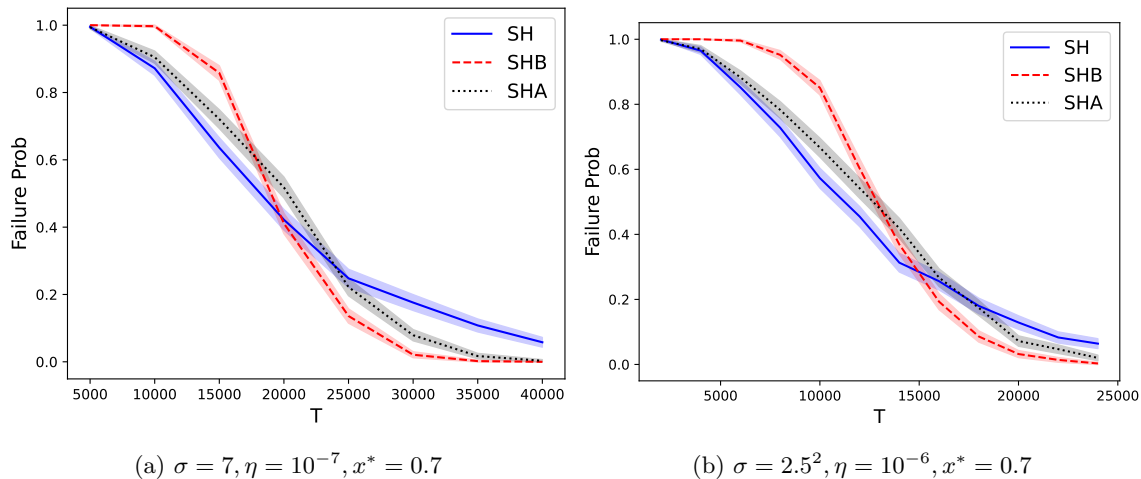 1.0
0.8
0.6
0.4
0.2
0.0
Failure Prob
SH
SHB
SHA
5000 10000 15000 20000 25000 30000 35000 40000
T
(a) σ = 7, η = 10⁻⁷, x* = 0.7
1.0
0.8
0.6
0.4
0.2
0.0
Failure Prob
SH
SHB
SHA
5000 10000 15000 20000 25000
T
(b) σ = 2.5², η = 10⁻⁶, x* = 0.7